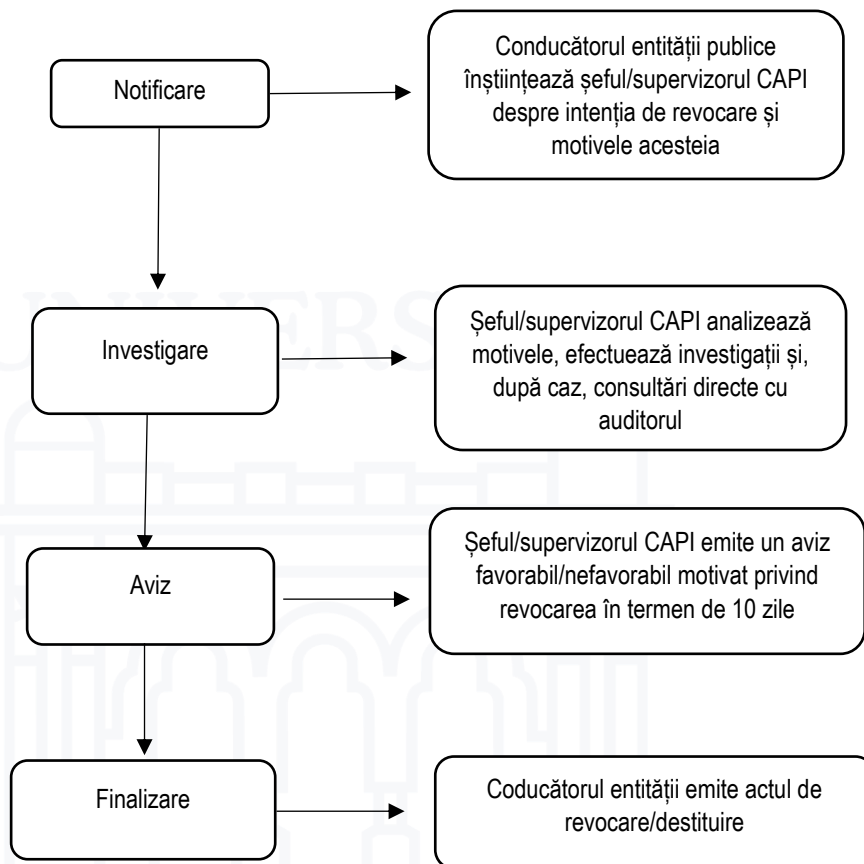 Notificare
Conducătorul entității publice
înștiințează șeful/supervizorul CAPI
despre intenția de revocare și
motivele acesteia
UNIVERS
Investigare
Șeful/supervizorul CAPI analizează
motivele, efectuează investigații și,
după caz, consultări directe cu
auditorul
Aviz
Șeful/supervizorul CAPI emite un aviz
favorabil/nefavorabil motivat privind
revocarea în termen de 10 zile
Finalizare
Coducătorul entității emite actul de
revocare/destituire